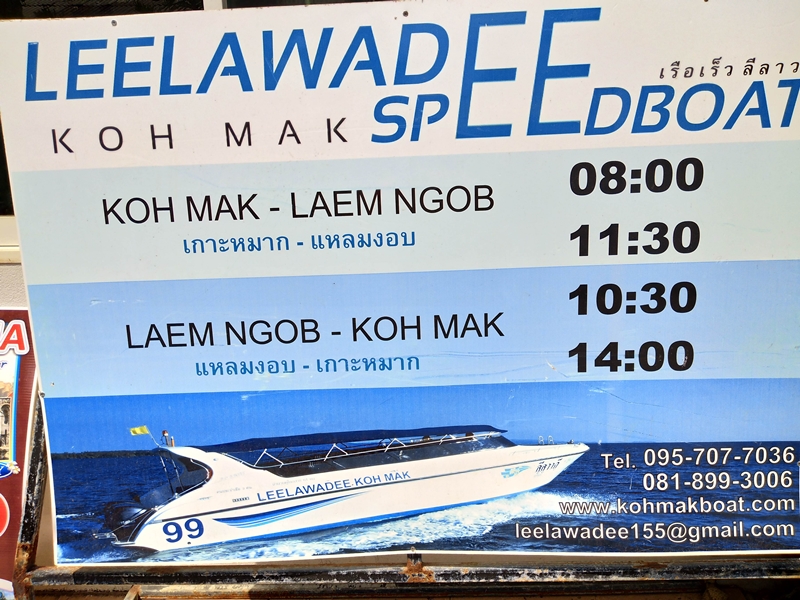 LEELAWADEE
เรือเร็ว ลีลาว
KOH MAK SPEEDBOAT
KOH MAK - LAEM NGOB
เกาะหมาก - แหลมงอบ
08:00
11:30
LAEM NGOB - KOH MAK
แหลมงอบ - เกาะหมาก
10:30
14:00
LEELAWADEE.KOH MAK
ลีลาวดี
99
Tel. 095-707-7036
081-899-3006
www.kohmakboat.com
leelawadee155@gmail.com